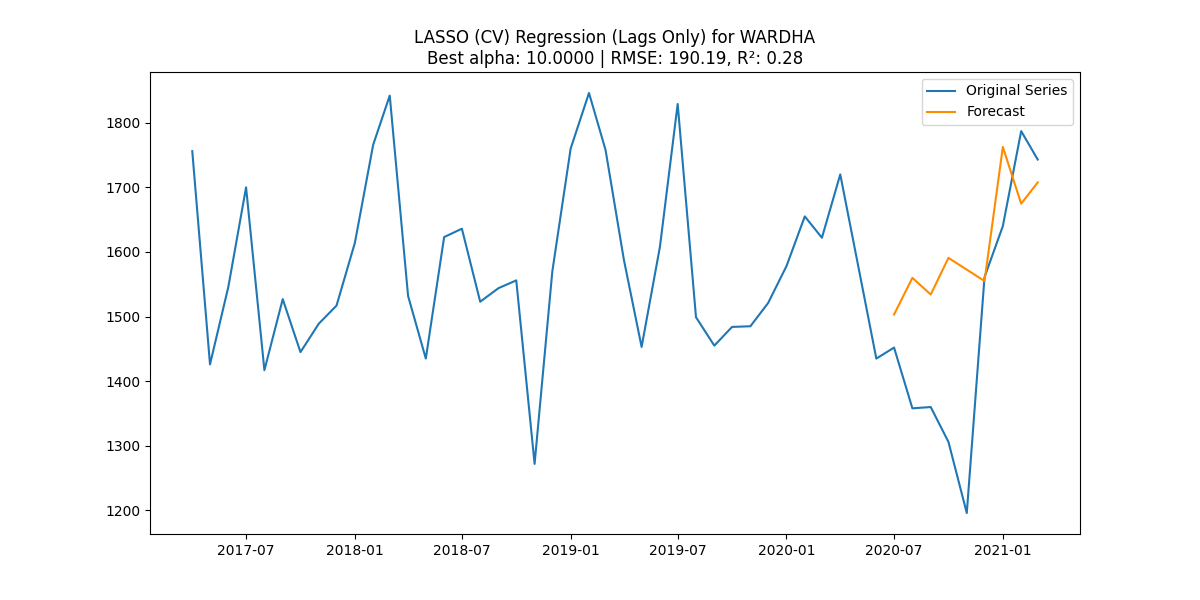 LASSO (CV) Regression (Lags Only) for WARDHA
Best alpha: 10.0000 | RMSE: 190.19, R²: 0.28
Original Series
Forecast
1800
1700
1600
1500
1400
1300
1200
2017-07 2018-01 2018-07 2019-01 2019-07 2020-01 2020-07 2021-01